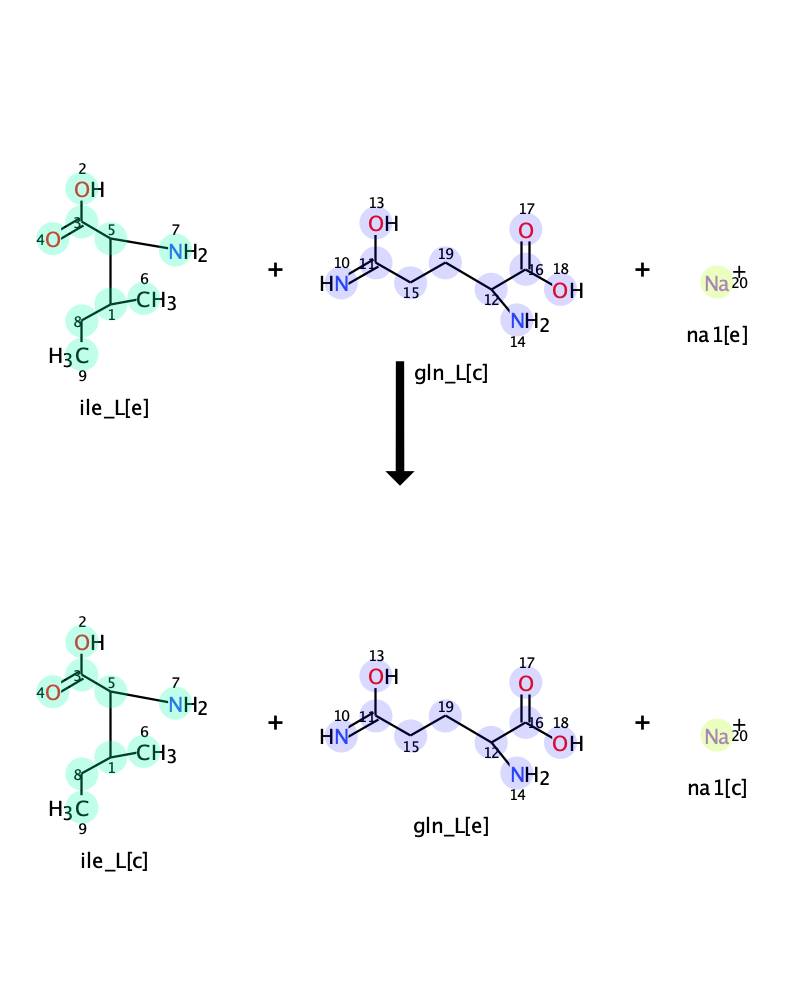 2
OH
3
4O
5
7
NH2
6
CH3
1
8
H3C
9
ile_L[e]
+
13
OH
10
11
HN
15
19
12
NH2
14
17
O
16
18
OH
gln_L[c]
+
Na+
20
na1[e]
2
OH
3
4O
5
7
NH2
6
CH3
1
8
H3C
9
ile_L[c]
+
13
OH
10
11
HN
15
19
12
NH2
14
17
O
16
18
OH
gln_L[e]
+
Na+
20
na1[c]